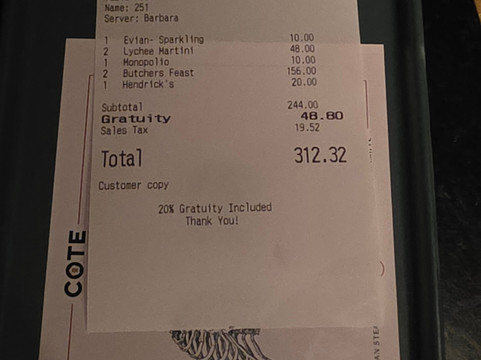 Name: 251
Server: Barbara
1 Evian- Sparkling 10.00
2 Lychee Martini 48.00
1 Monopolio 10.00
2 Butchers Feast 156.00
1 Hendrick's 20.00
Subtotal 244.00
Gratuity 48.80
Sales Tax 19.52
Total 312.32
Customer copy
20% Gratuity Included
Thank You!
COTE